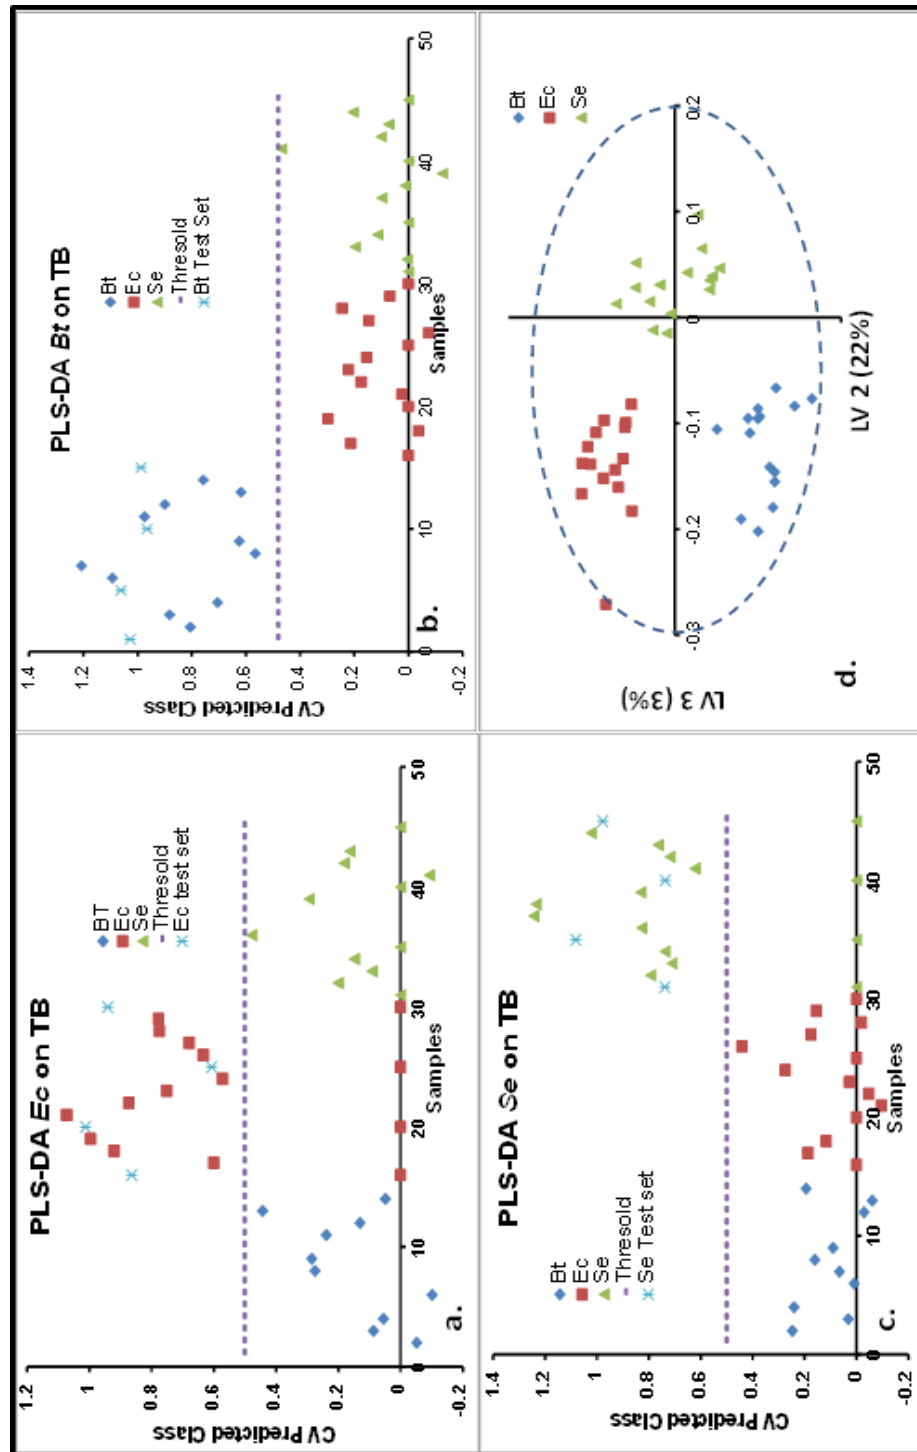 PLS-DA Ec on TB
CV Predicted Class
1.2
1
0.8
0.6
0.4
0.2
0
-0.2
0
10
20
30
40
50
Samples
BT
Ec
Se
Thresold
Ec test set
a.
PLS-DA Bt on TB
CV Predicted Class
1.4
1.2
1
0.8
0.6
0.4
0.2
0
-0.2
0
10
20
30
40
50
Samples
Bt
Ec
Se
Thresold
Bt Test Set
b.
PLS-DA Se on TB
CV Predicted Class
1.4
1.2
1
0.8
0.6
0.4
0.2
0
-0.2
0
10
20
30
40
50
Samples
Bt
Ec
Se
Thresold
Se Test set
c.
LV 3 (3%)
-0.3
-0.2
-0.1
0
0.1
0.2
LV 2 (22%)
Bt
Ec
Se
d.